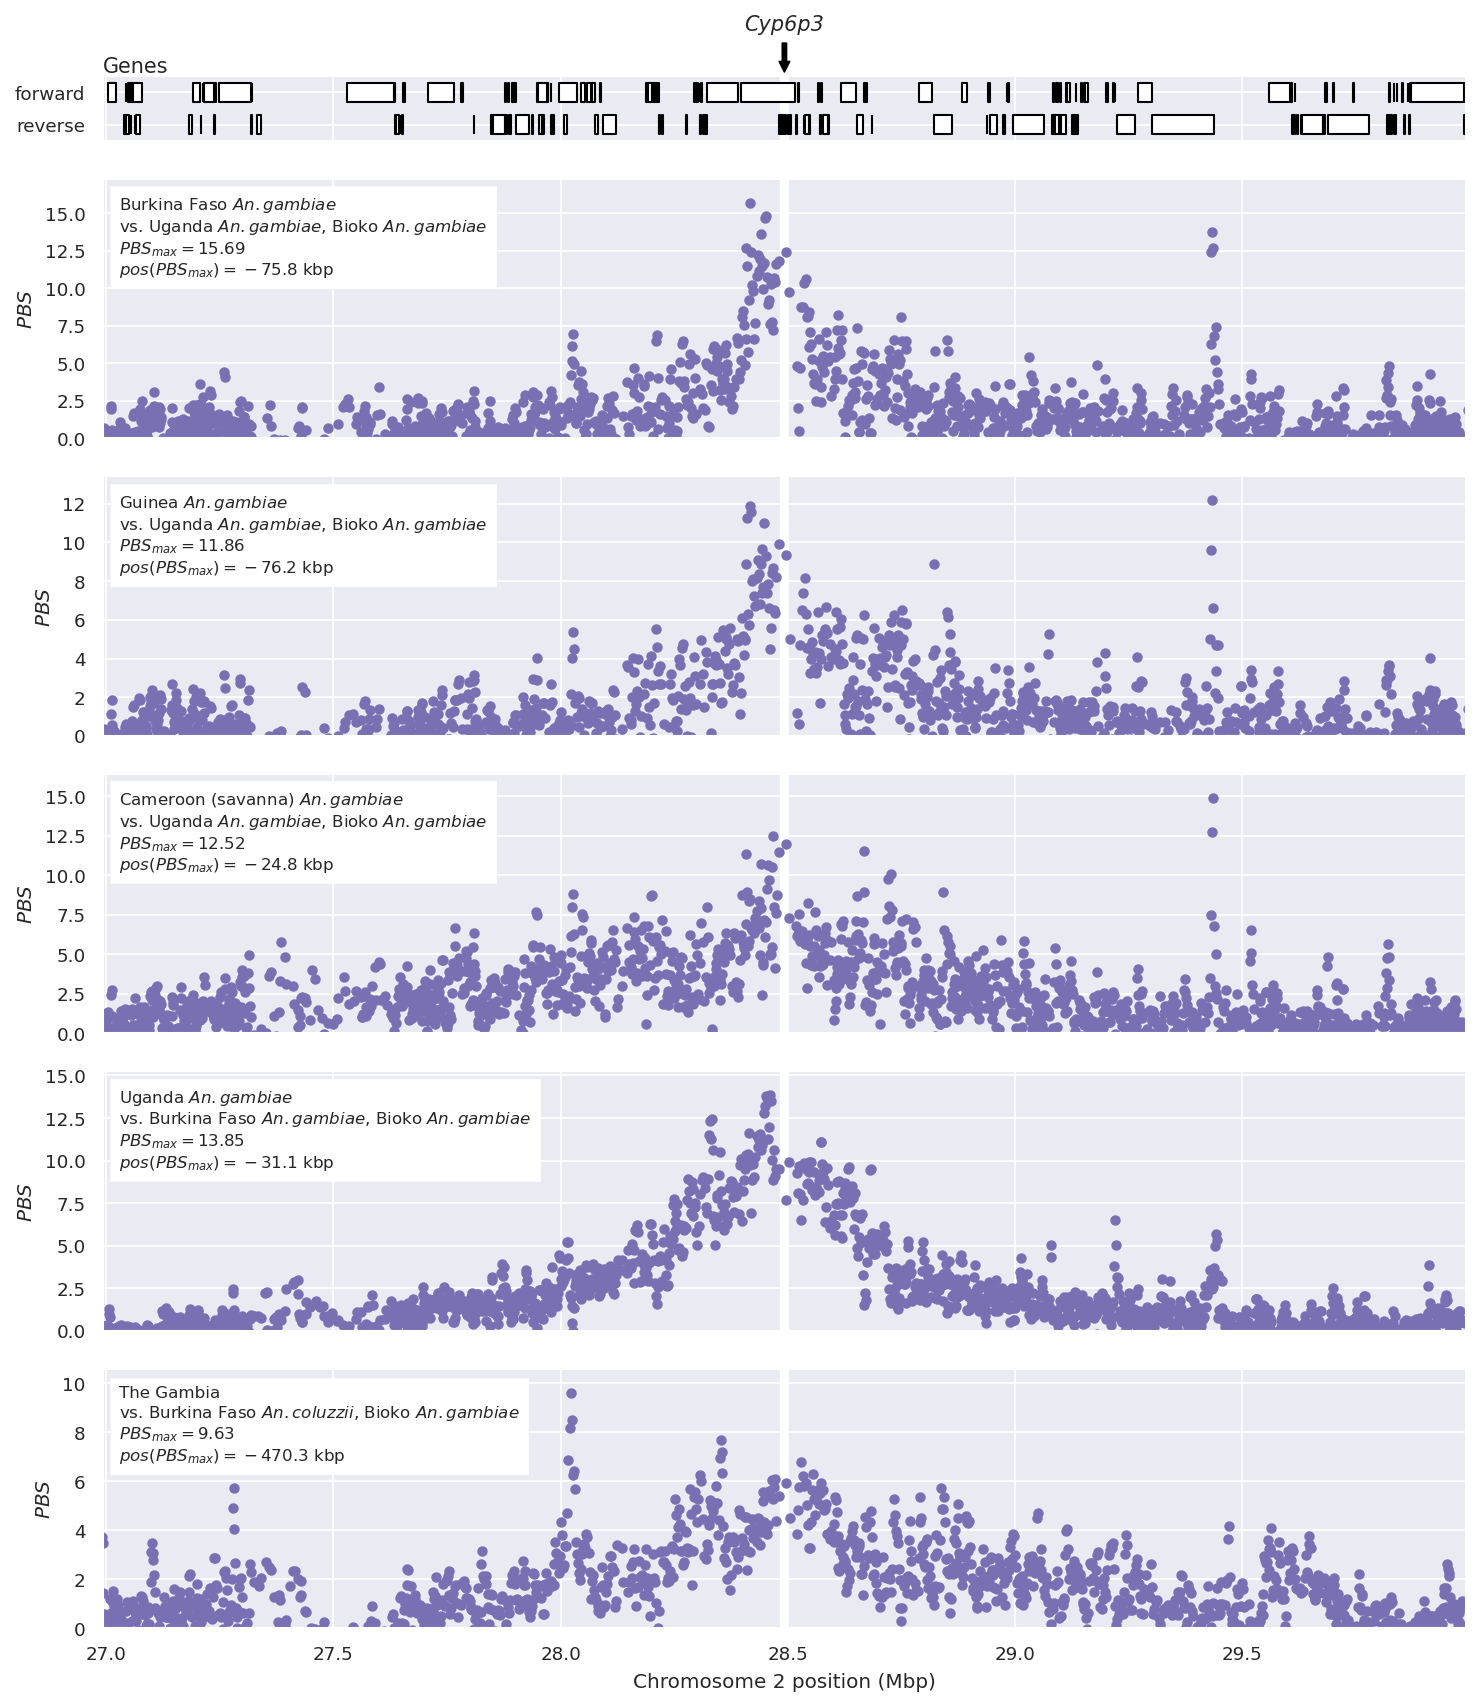 Cyp6p3
Genes
forward
reverse
Burkina Faso An. gambiae
vs. Uganda An. gambiae, Bioko An. gambiae
PBSmax = 15.69
pos(PBSmax) = −75.8 kbp
15.0
12.5
10.0
7.5
5.0
2.5
0.0
PBS
Guinea An. gambiae
vs. Uganda An. gambiae, Bioko An. gambiae
PBSmax = 11.86
pos(PBSmax) = −76.2 kbp
12
10
8
6
4
2
0
PBS
Cameroon (savanna) An. gambiae
vs. Uganda An. gambiae, Bioko An. gambiae
PBSmax = 12.52
pos(PBSmax) = −24.8 kbp
15.0
12.5
10.0
7.5
5.0
2.5
0.0
PBS
Uganda An. gambiae
vs. Burkina Faso An. gambiae, Bioko An. gambiae
PBSmax = 13.85
pos(PBSmax) = −31.1 kbp
15.0
12.5
10.0
7.5
5.0
2.5
0.0
PBS
The Gambia
vs. Burkina Faso An. coluzzii, Bioko An. gambiae
PBSmax = 9.63
pos(PBSmax) = −470.3 kbp
10
8
6
4
2
0
PBS
27.0 27.5 28.0 28.5 29.0 29.5
Chromosome 2 position (Mbp)